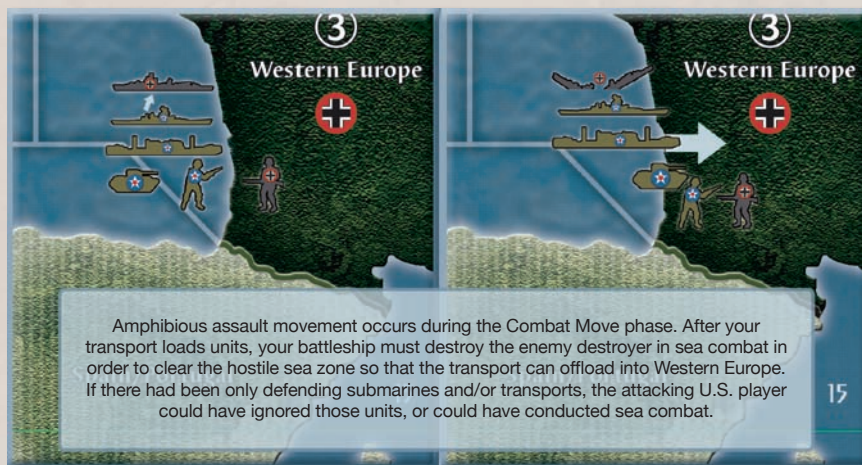 3
Western Europe
3
Western Europe
Amphibious assault movement occurs during the Combat Move phase. After your
transport loads units, your battleship must destroy the enemy destroyer in sea combat in
order to clear the hostile sea zone so that the transport can offload into Western Europe.
If there had been only defending submarines and/or transports, the attacking U.S. player
could have ignored those units, or could have conducted sea combat.
15